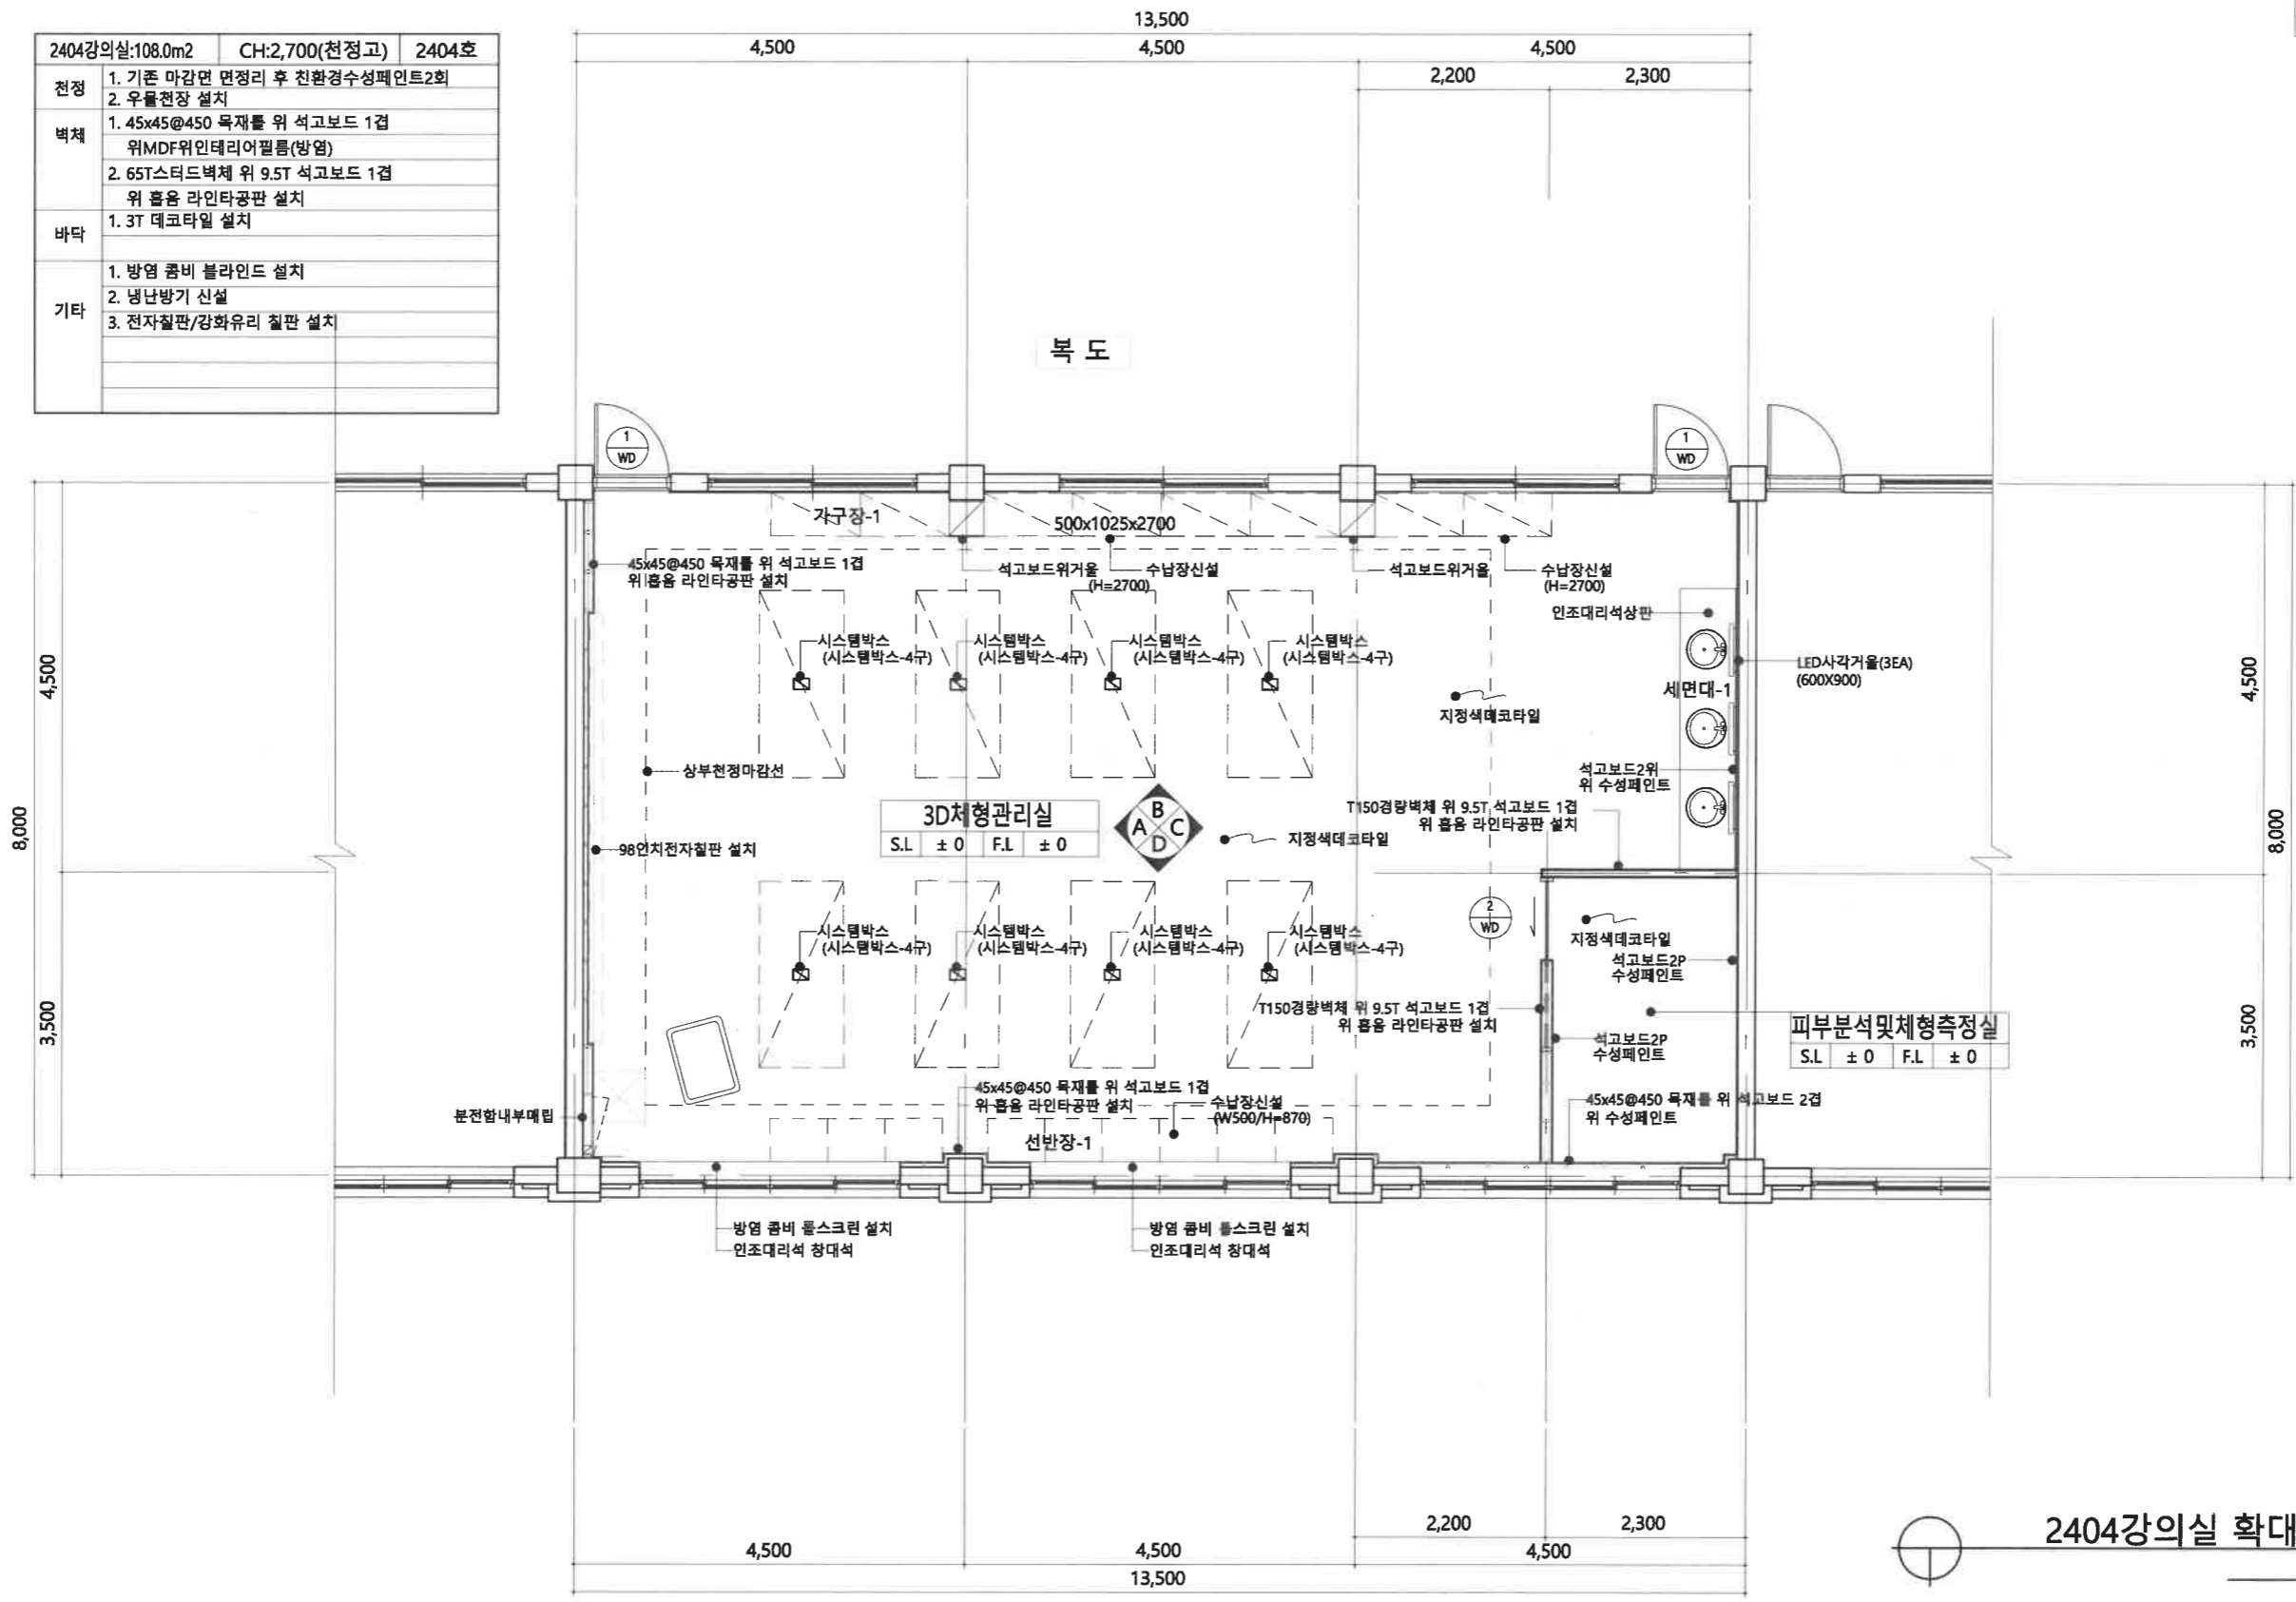 13,500
4,500 4,500 4,500
2,200 2,300
2404강의실:108.0m2 CH:2,700(천정고) 2404호
천정
1. 기존 마감면 면정리 후 친환경수성페인트2회
2. 우물천장 설치
벽체
1. 45x45@450 목재틀 위 석고보드 1겹
위MDF위인테리어필름(방염)
2. 65T스터드벽체 위 9.5T 석고보드 1겹
위 흡음 라인타공판 설치
바닥
1. 3T 데코타일 설치
기타
1. 방염 콤비 블라인드 설치
2. 냉난방기 신설
3. 전자칠판/강화유리 칠판 설치
복 도
1
WD
1
WD
가구장-1
500x1025x2700
45x45@450 목재틀 위 석고보드 1겹
위 흡음 라인타공판 설치
석고보드위거울
수납장신설
(H=2700)
석고보드위거울
수납장신설
(H=2700)
인조대리석상판
시스템박스
(시스템박스-4구)
시스템박스
(시스템박스-4구)
시스템박스
(시스템박스-4구)
시스템박스
(시스템박스-4구)
LED사각거울(3EA)
(600X900)
세면대-1
지정색데코타일
상부천정마감선
석고보드2위
위 수성페인트
3D체형관리실
S.L ± 0 F.L ± 0
B
A C
D
T150경량벽체 위 9.5T 석고보드 1겹
위 흡음 라인타공판 설치
지정색데코타일
98인치전자칠판 설치
4,500
8,000
3,500
4,500
8,000
3,500
시스템박스
(시스템박스-4구)
시스템박스
(시스템박스-4구)
시스템박스
(시스템박스-4구)
시스템박스
(시스템박스-4구)
2
WD
지정색데코타일
석고보드2P
수성페인트
T150경량벽체 위 9.5T 석고보드 1겹
위 흡음 라인타공판 설치
석고보드2P
수성페인트
피부분석및체형측정실
S.L ± 0 F.L ± 0
45x45@450 목재틀 위 석고보드 1겹
위 흡음 라인타공판 설치
수납장신설
(W500/H=870)
45x45@450 목재틀 위 석고보드 2겹
위 수성페인트
분전함내부매립
선반장-1
방염 콤비 롤스크린 설치
인조대리석 창대석
방염 콤비 롤스크린 설치
인조대리석 창대석
2,200 2,300
4,500 4,500 4,500
13,500
2404강의실 확대